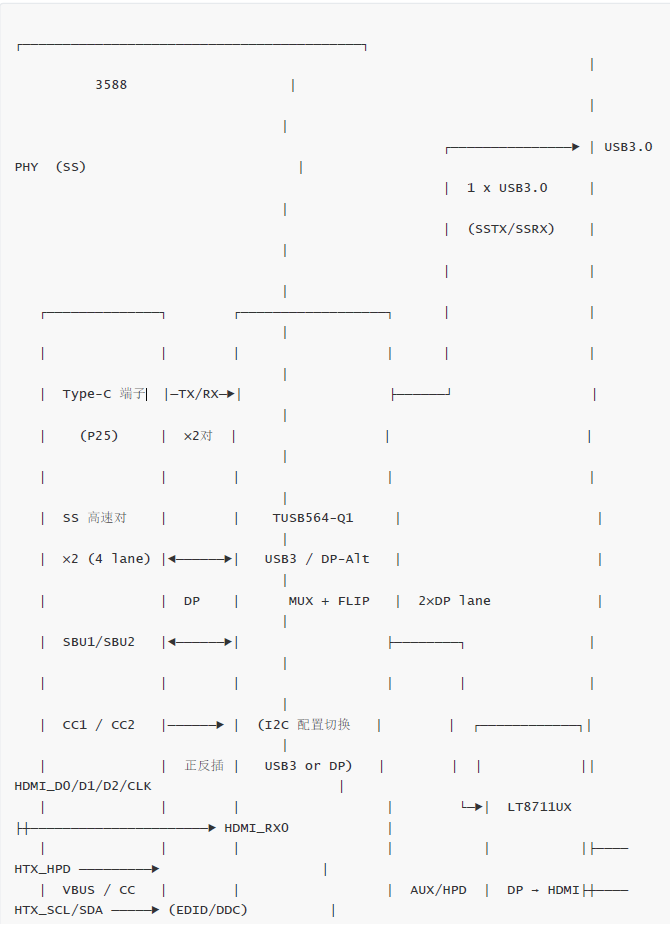 3588
USB3.0
PHY (SS)
1 x USB3.0
(SSTX/SSRX)
Type-C 端子 TX/RX
(P25) ×2对
SS 高速对 TUSB564-Q1
×2 (4 lane) USB3 / DP-Alt
DP MUX + FLIP 2×DP lane
SBU1/SBU2
CC1 / CC2 (I2C 配置切换
正反插 USB3 or DP)
HDMI_D0/D1/D2/CLK
LT8711UX
HDMI_RX0
HTX_HPD
VBUS / CC AUX/HPD DP → HDMI
HTX_SCL/SDA (EDID/DDC)